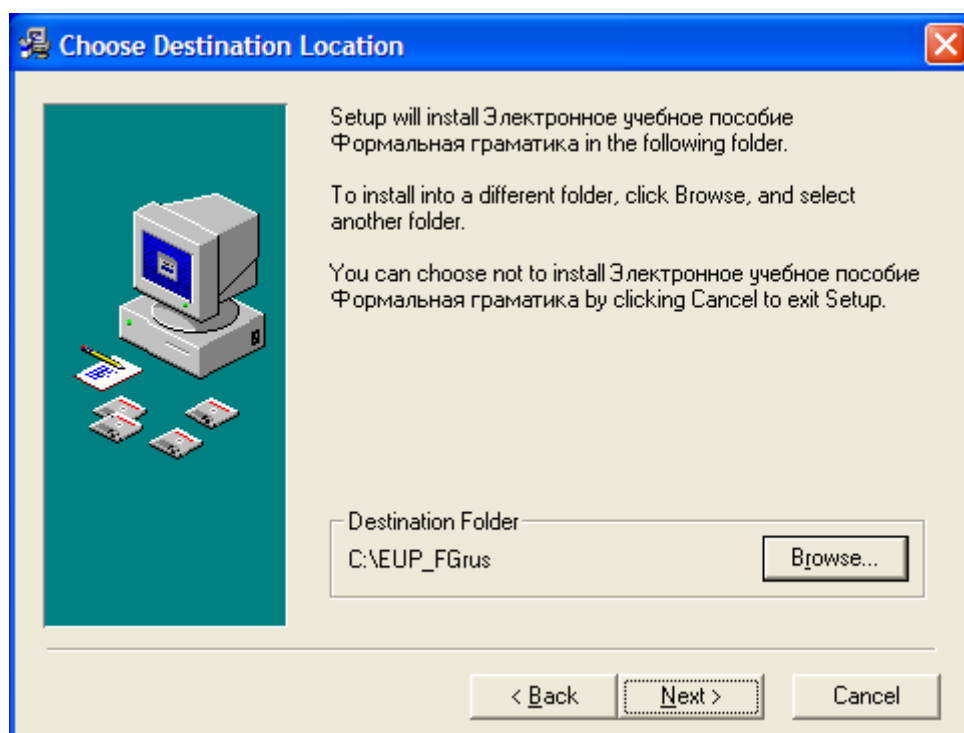 Choose Destination Location
Setup will install Электронное учебное пособие
Формальная граматика in the following folder.
To install into a different folder, click Browse, and select
another folder.
You can choose not to install Электронное учебное пособие
Формальная граматика by clicking Cancel to exit Setup.
Destination Folder
C:\EUP_FGrus
Browse...
< Back
Next >
Cancel